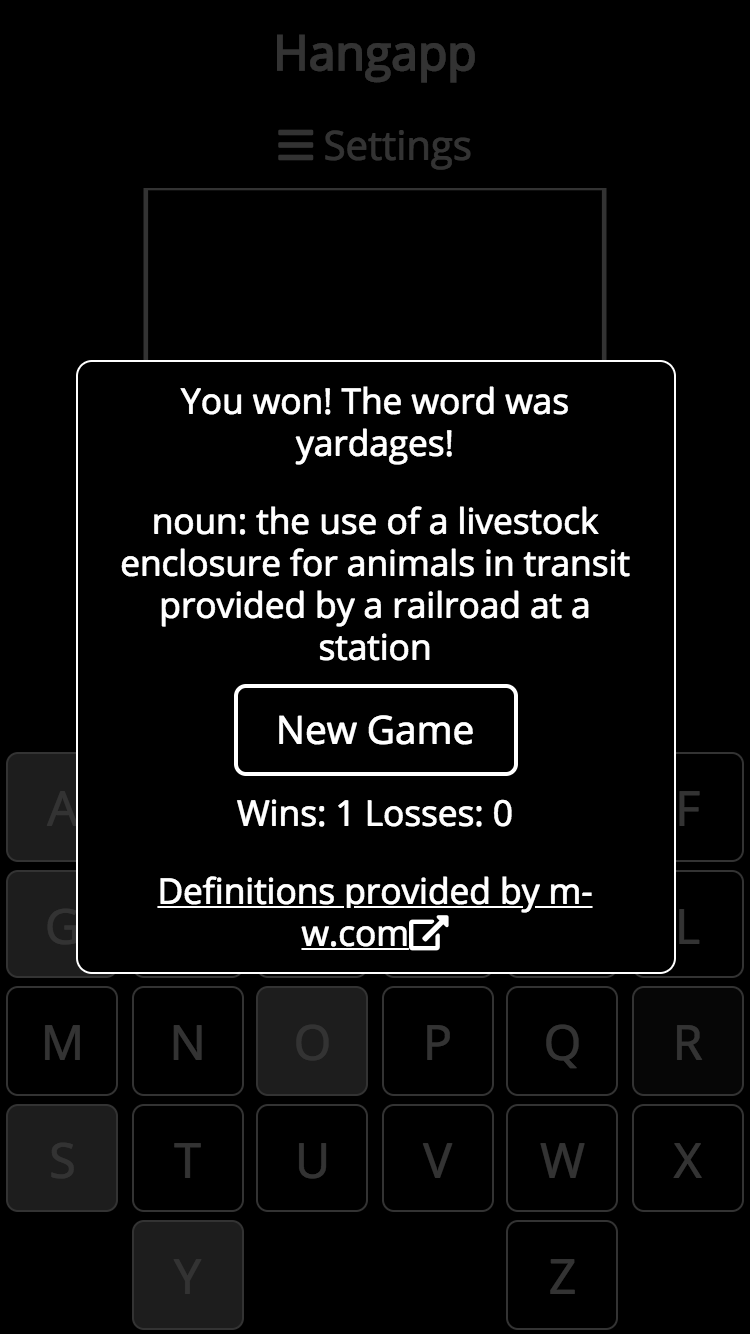 Hangapp
Settings
You won! The word was
yardages!
noun: the use of a livestock
enclosure for animals in transit
provided by a railroad at a
station
New Game
Wins: 1 Losses: 0
Definitions provided by m-
w.com
A F
G L
M N O P Q R
S T U V W X
Y Z